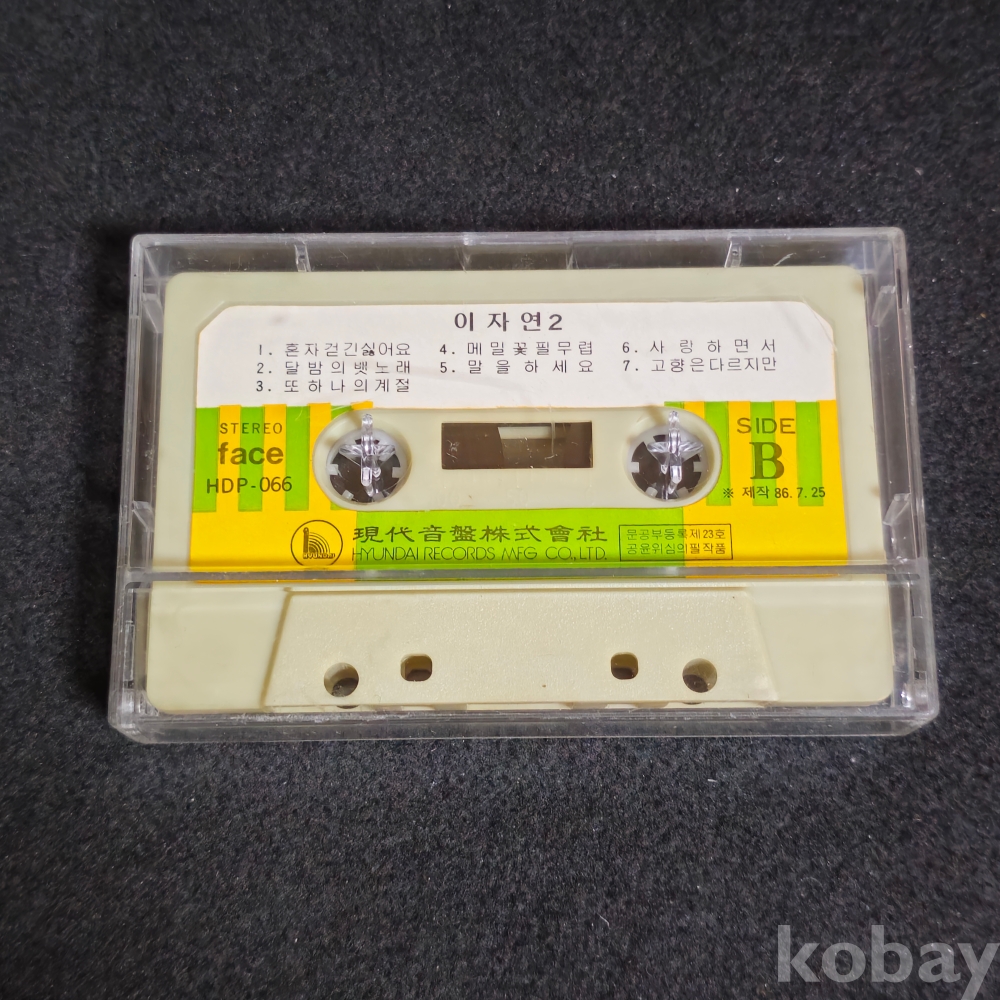 이자연2
1. 혼자걷긴싫어요
2. 달밤의뱃노래
3. 또하나의계절
4. 메밀꽃필무렵
5. 말을하세요
6. 사랑하면서
7. 고향은다르지만
STEREO
face
HDP-066
SIDE
B
※ 제작 86.7.25
HYUNDAI
現代音盤株式會社
HYUNDAI RECORDS MFG CO., LTD.
문공부등록제23호
공윤위심의필작품
kobay